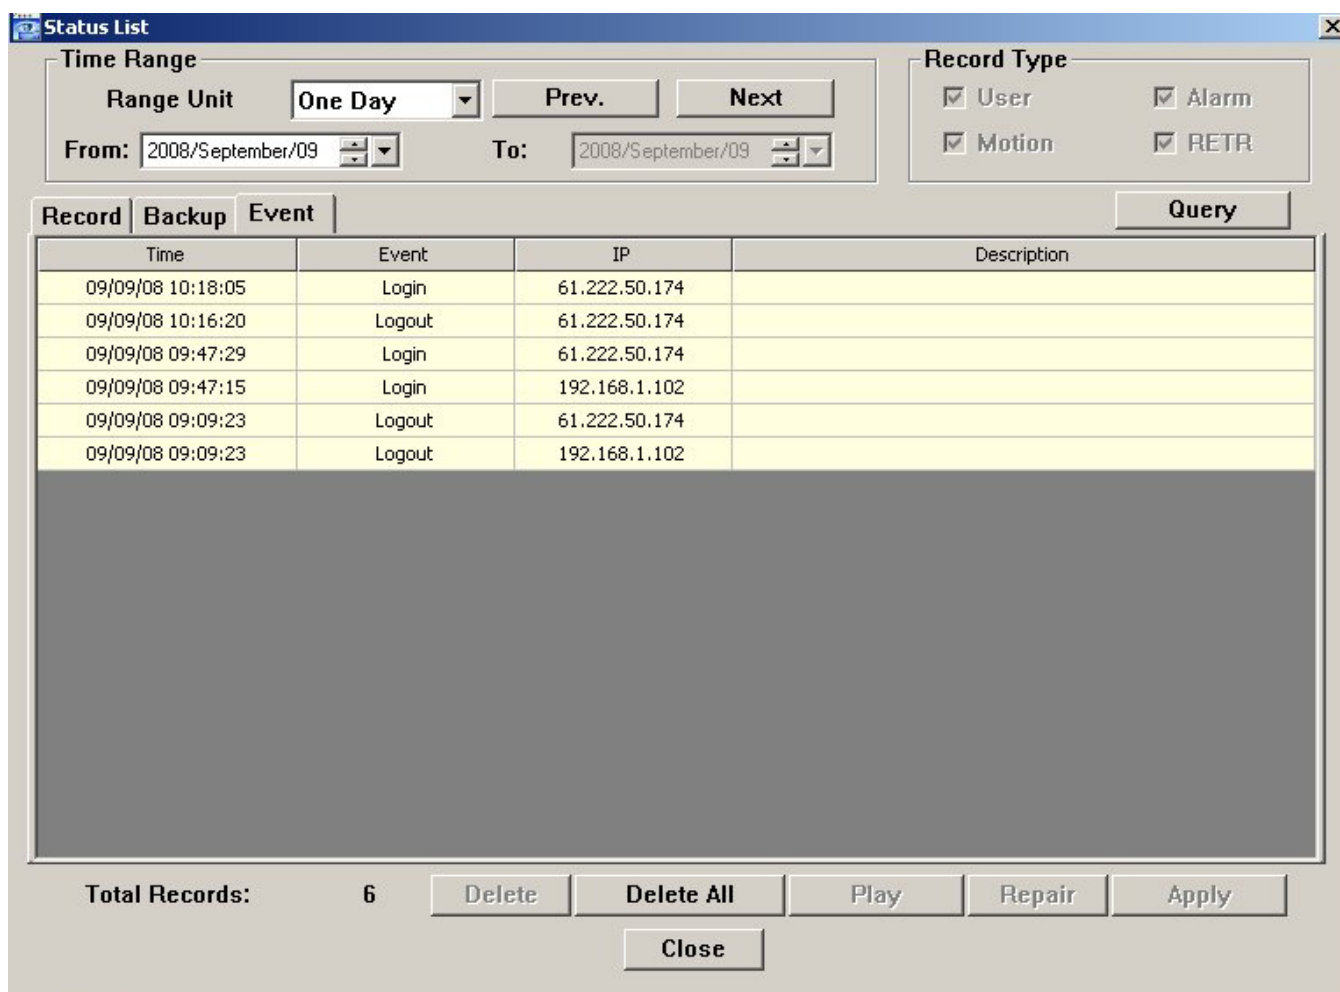 Status List
Time Range
Record Type
Range Unit One Day Prev. Next
User Alarm
From: 2008/September/09 To: 2008/September/09
Motion RETR
Record Backup Event Query
Time Event IP Description
09/09/08 10:18:05 Login 61.222.50.174
09/09/08 10:16:20 Logout 61.222.50.174
09/09/08 09:47:29 Login 61.222.50.174
09/09/08 09:47:15 Login 192.168.1.102
09/09/08 09:09:23 Logout 61.222.50.174
09/09/08 09:09:23 Logout 192.168.1.102
Total Records: 6 Delete Delete All Play Repair Apply
Close